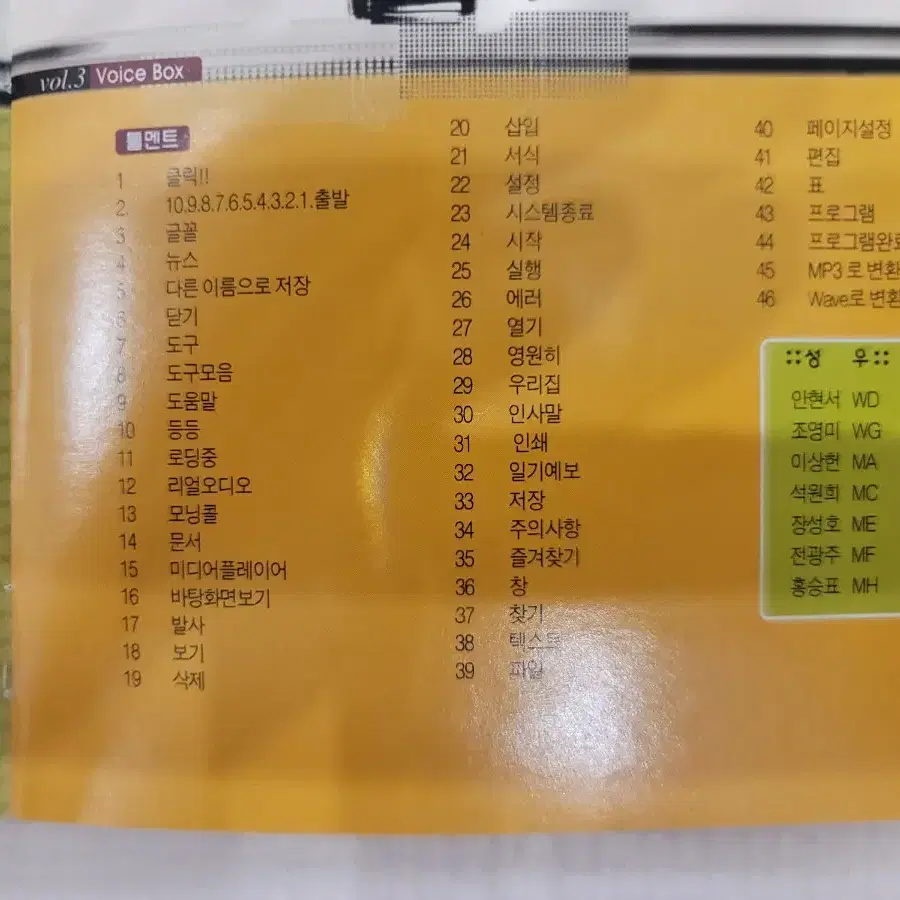 vol.3 Voice Box
툴멘트
1 클릭!!
2. 10.9.8.7.6.5.4.3.2.1.출발
3 글꼴
4 뉴스
5 다른 이름으로 저장
6 닫기
7 도구
8 도구모음
9 도움말
10 등등
11 로딩중
12 리얼오디오
13 모닝콜
14 문서
15 미디어플레이어
16 바탕화면보기
17 발사
18 보기
19 삭제
20 삽입
21 서식
22 설정
23 시스템종료
24 시작
25 실행
26 에러
27 열기
28 영원히
29 우리집
30 인사말
31 인쇄
32 일기예보
33 저장
34 주의사항
35 즐겨찾기
36 창
37 찾기
38 텍스트
39 파일
40 페이지설정
41 편집
42 표
43 프로그램
44 프로그램완료
45 MP3 로 변환
46 Wave로 변환
::성 우::
안현서 WD
조영미 WG
이상헌 MA
석원희 MC
장성호 ME
전광주 MF
홍승표 MH